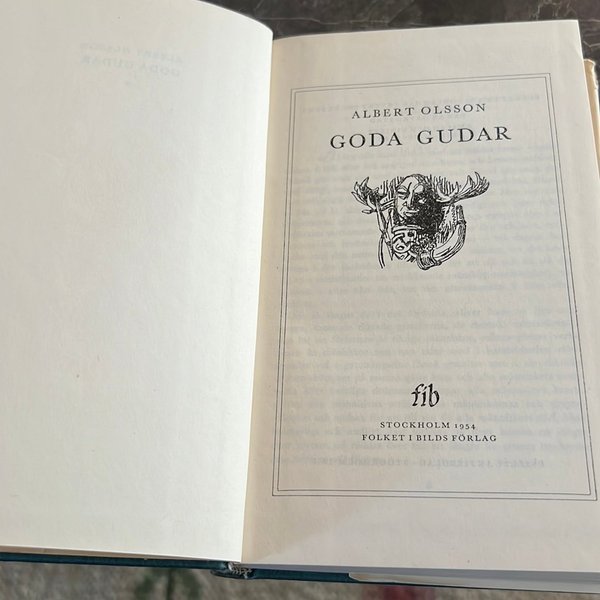 ALBERT OLSSON
GODA GUDAR
fib
STOCKHOLM 1954
FOLKET I BILDS FÖRLAG